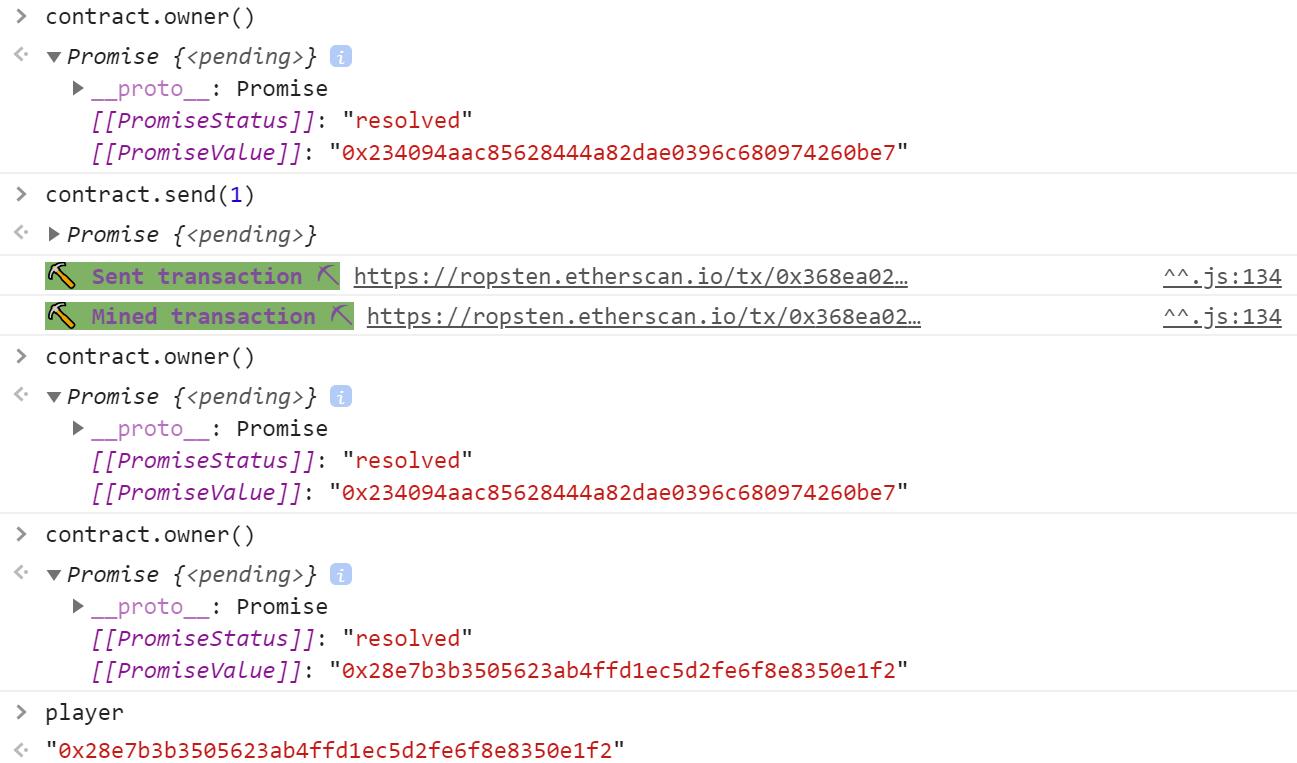 > contract.owner()
<· ▼ Promise {<pending>} i
▶ __proto__: Promise
[[PromiseStatus]]: "resolved"
[[PromiseValue]]: "0x234094aac85628444a82dae0396c680974260be7"
> contract.send(1)
<· ▶ Promise {<pending>}
Sent transaction https://ropsten.etherscan.io/tx/0x368ea02… ^^.js:134
Mined transaction https://ropsten.etherscan.io/tx/0x368ea02… ^^.js:134
> contract.owner()
<· ▼ Promise {<pending>} i
▶ __proto__: Promise
[[PromiseStatus]]: "resolved"
[[PromiseValue]]: "0x234094aac85628444a82dae0396c680974260be7"
> contract.owner()
<· ▼ Promise {<pending>} i
▶ __proto__: Promise
[[PromiseStatus]]: "resolved"
[[PromiseValue]]: "0x28e7b3b3505623ab4ffd1ec5d2fe6f8e8350e1f2"
> player
<· "0x28e7b3b3505623ab4ffd1ec5d2fe6f8e8350e1f2"